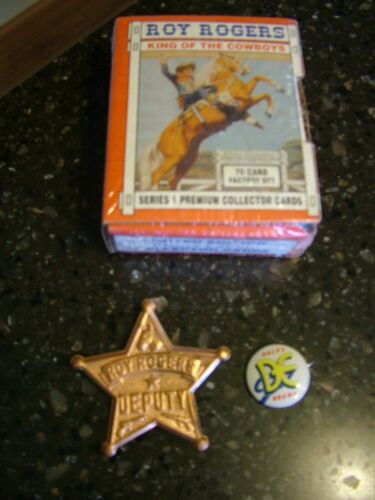 ROY ROGERS
KING OF THE COWBOYS
75 CARD
FACTORY SET
SERIES 1 PREMIUM COLLECTOR CARDS
ROY ROGERS
DEPUTY
DE